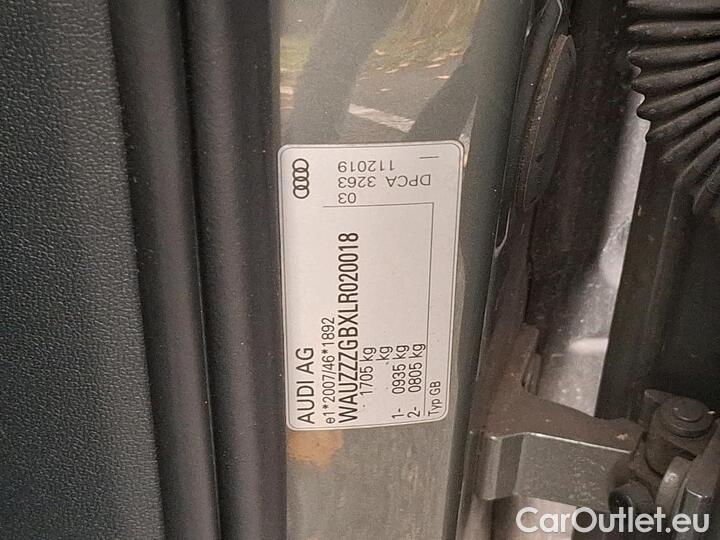 AUDI AG
e1*2007/46*1892
WAUZZZGBXLR020018
1705 kg
kg
1- 0935 kg
2- 0805 kg
Typ GB
03
DPCA 3263
112019
CarOutlet.eu